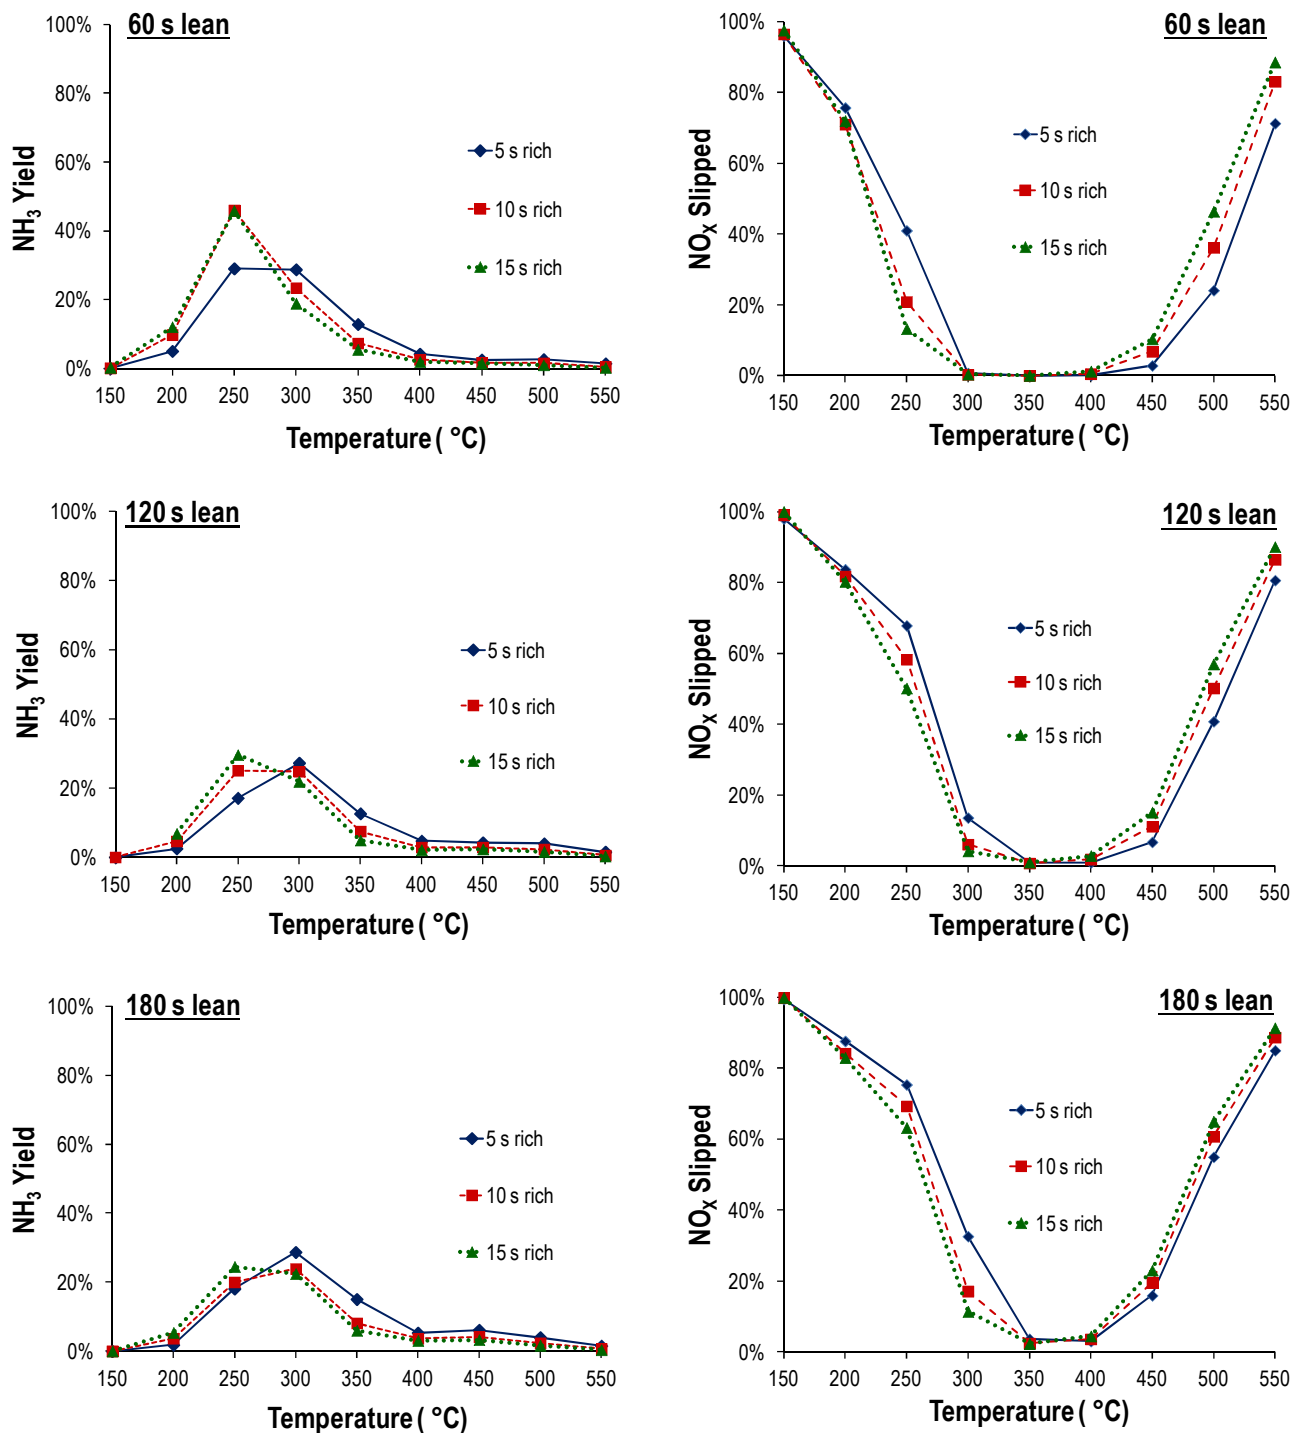 60 s lean
NH3 Yield
100%
80%
60%
40%
20%
0%
5 s rich
10 s rich
15 s rich
150 200 250 300 350 400 450 500 550
Temperature ( °C)
60 s lean
NOX Slipped
100%
80%
60%
40%
20%
0%
5 s rich
10 s rich
15 s rich
150 200 250 300 350 400 450 500 550
Temperature ( °C)
120 s lean
NH3 Yield
100%
80%
60%
40%
20%
0%
5 s rich
10 s rich
15 s rich
150 200 250 300 350 400 450 500 550
Temperature ( °C)
120 s lean
NOX Slipped
100%
80%
60%
40%
20%
0%
5 s rich
10 s rich
15 s rich
150 200 250 300 350 400 450 500 550
Temperature ( °C)
180 s lean
NH3 Yield
100%
80%
60%
40%
20%
0%
5 s rich
10 s rich
15 s rich
150 200 250 300 350 400 450 500 550
Temperature ( °C)
180 s lean
NOX Slipped
100%
80%
60%
40%
20%
0%
5 s rich
10 s rich
15 s rich
150 200 250 300 350 400 450 500 550
Temperature ( °C)